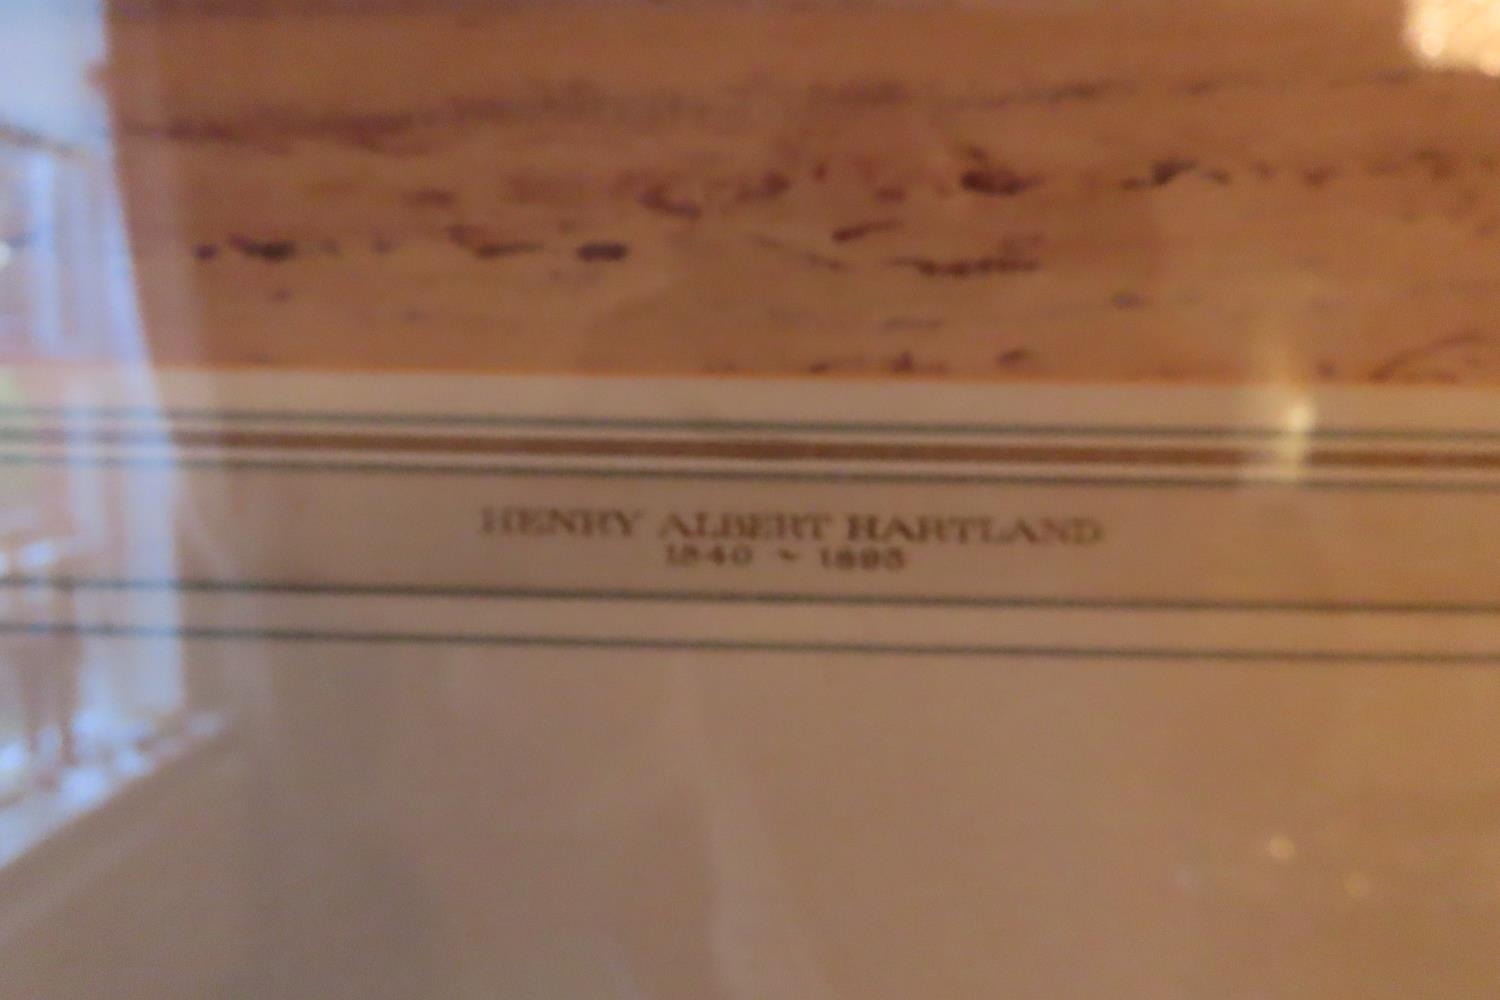 HENRY ALBERT HARTLAND
1840 ~ 1893